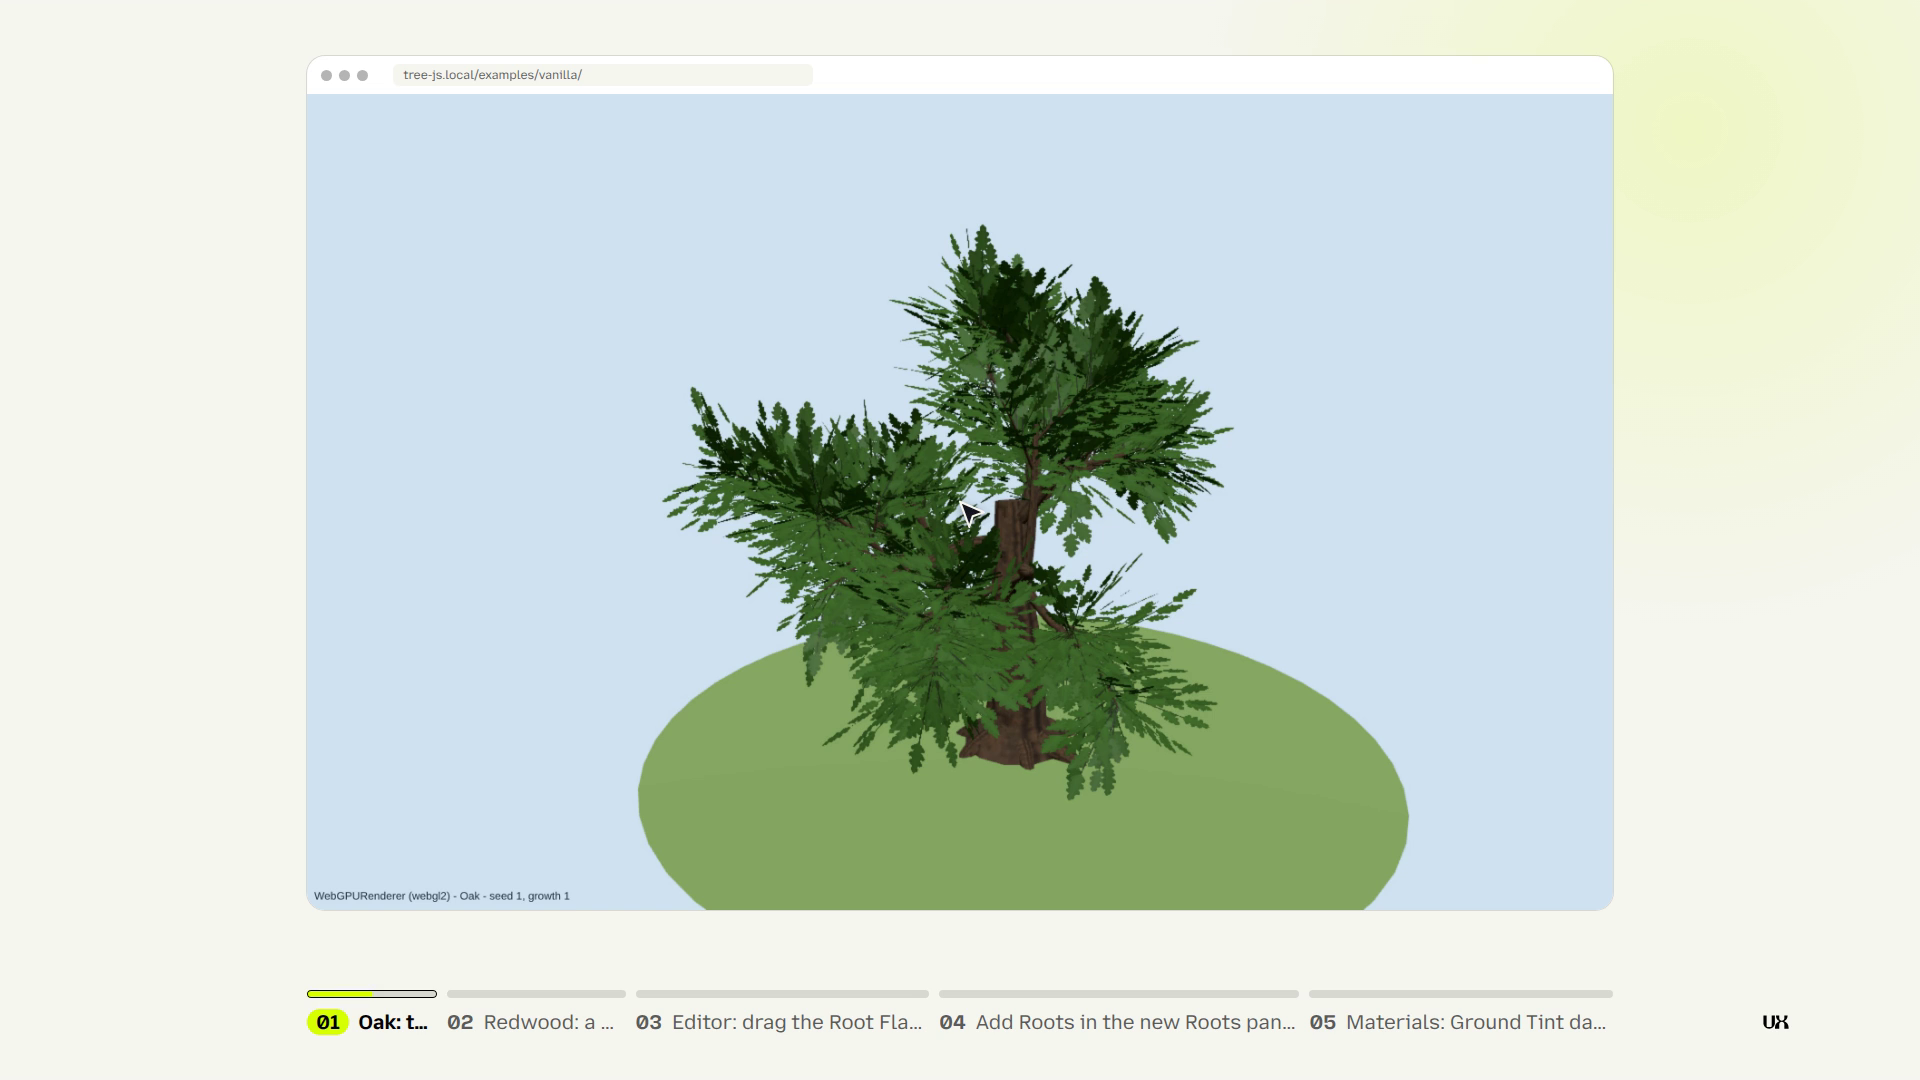 tree-js.local/examples/vanilla/
WebGPURenderer (webgl2) - Oak - seed 1, growth 1
01 Oak: t...
02 Redwood: a ...
03 Editor: drag the Root Fla...
04 Add Roots in the new Roots pan...
05 Materials: Ground Tint da...
UX